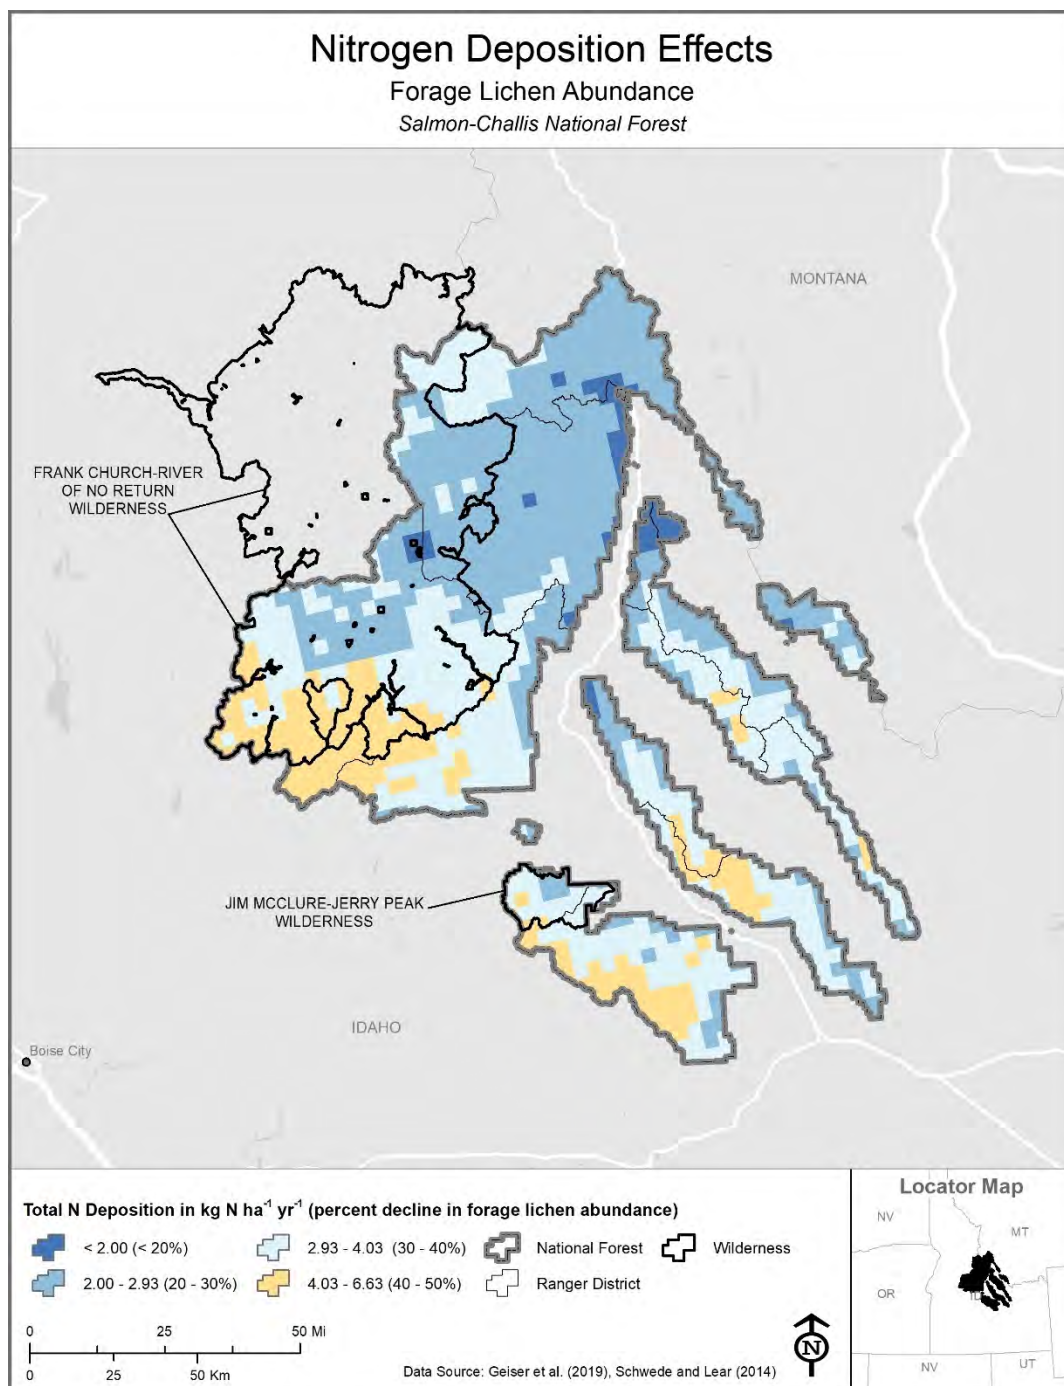 Nitrogen Deposition Effects
Forage Lichen Abundance
Salmon-Challis National Forest
MONTANA
FRANK CHURCH-RIVER
OF NO RETURN
WILDERNESS
JIM MCCLURE-JERRY PEAK
WILDERNESS
IDAHO
Boise City
Total N Deposition in kg N ha⁻¹ yr⁻¹ (percent decline in forage lichen abundance)
< 2.00 (< 20%)
2.93 - 4.03 (30 - 40%)
National Forest
Wilderness
2.00 - 2.93 (20 - 30%)
4.03 - 6.63 (40 - 50%)
Ranger District
0 25 50 Mi
0 25 50 Km
N
Data Source: Geiser et al. (2019), Schwede and Lear (2014)
Locator Map
NV
MT
OR
ID
NV
UT